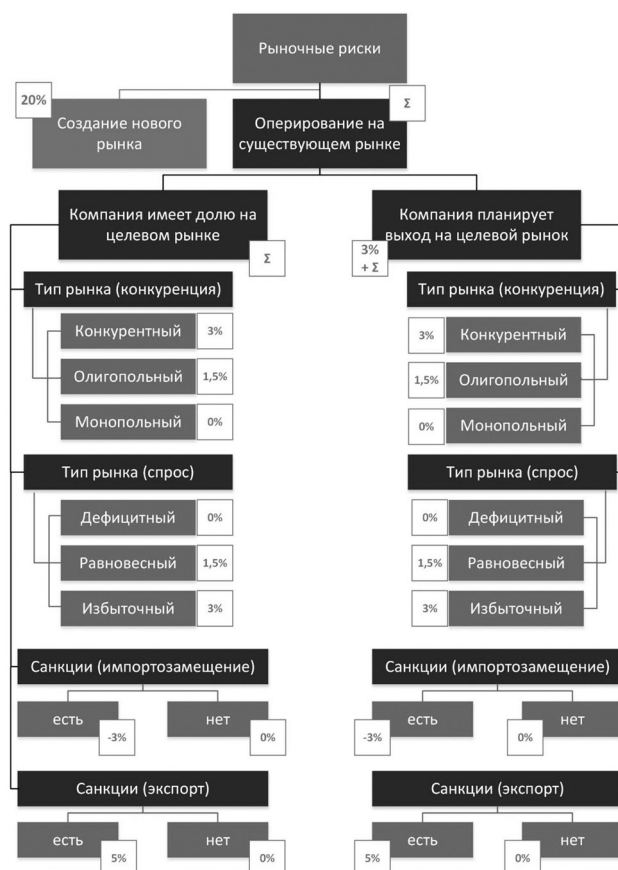 Рыночные риски
20%
Создание нового
рынка
Σ
Оперирование на
существующем рынке
Компания имеет долю на
целевом рынке
Σ
Компания планирует
выход на целевой рынок
3%
+ Σ
Тип рынка (конкуренция)
Конкурентный
3%
Олигопольный
1,5%
Монопольный
0%
Тип рынка (спрос)
Дефицитный
0%
Равновесный
1,5%
Избыточный
3%
Санкции (импортозамещение)
есть
-3%
нет
0%
Санкции (экспорт)
есть
5%
нет
0%
Тип рынка (конкуренция)
3%
Конкурентный
1,5%
Олигопольный
0%
Монопольный
Тип рынка (спрос)
0%
Дефицитный
1,5%
Равновесный
3%
Избыточный
Санкции (импортозамещение)
-3%
есть
0%
нет
Санкции (экспорт)
5%
есть
0%
нет